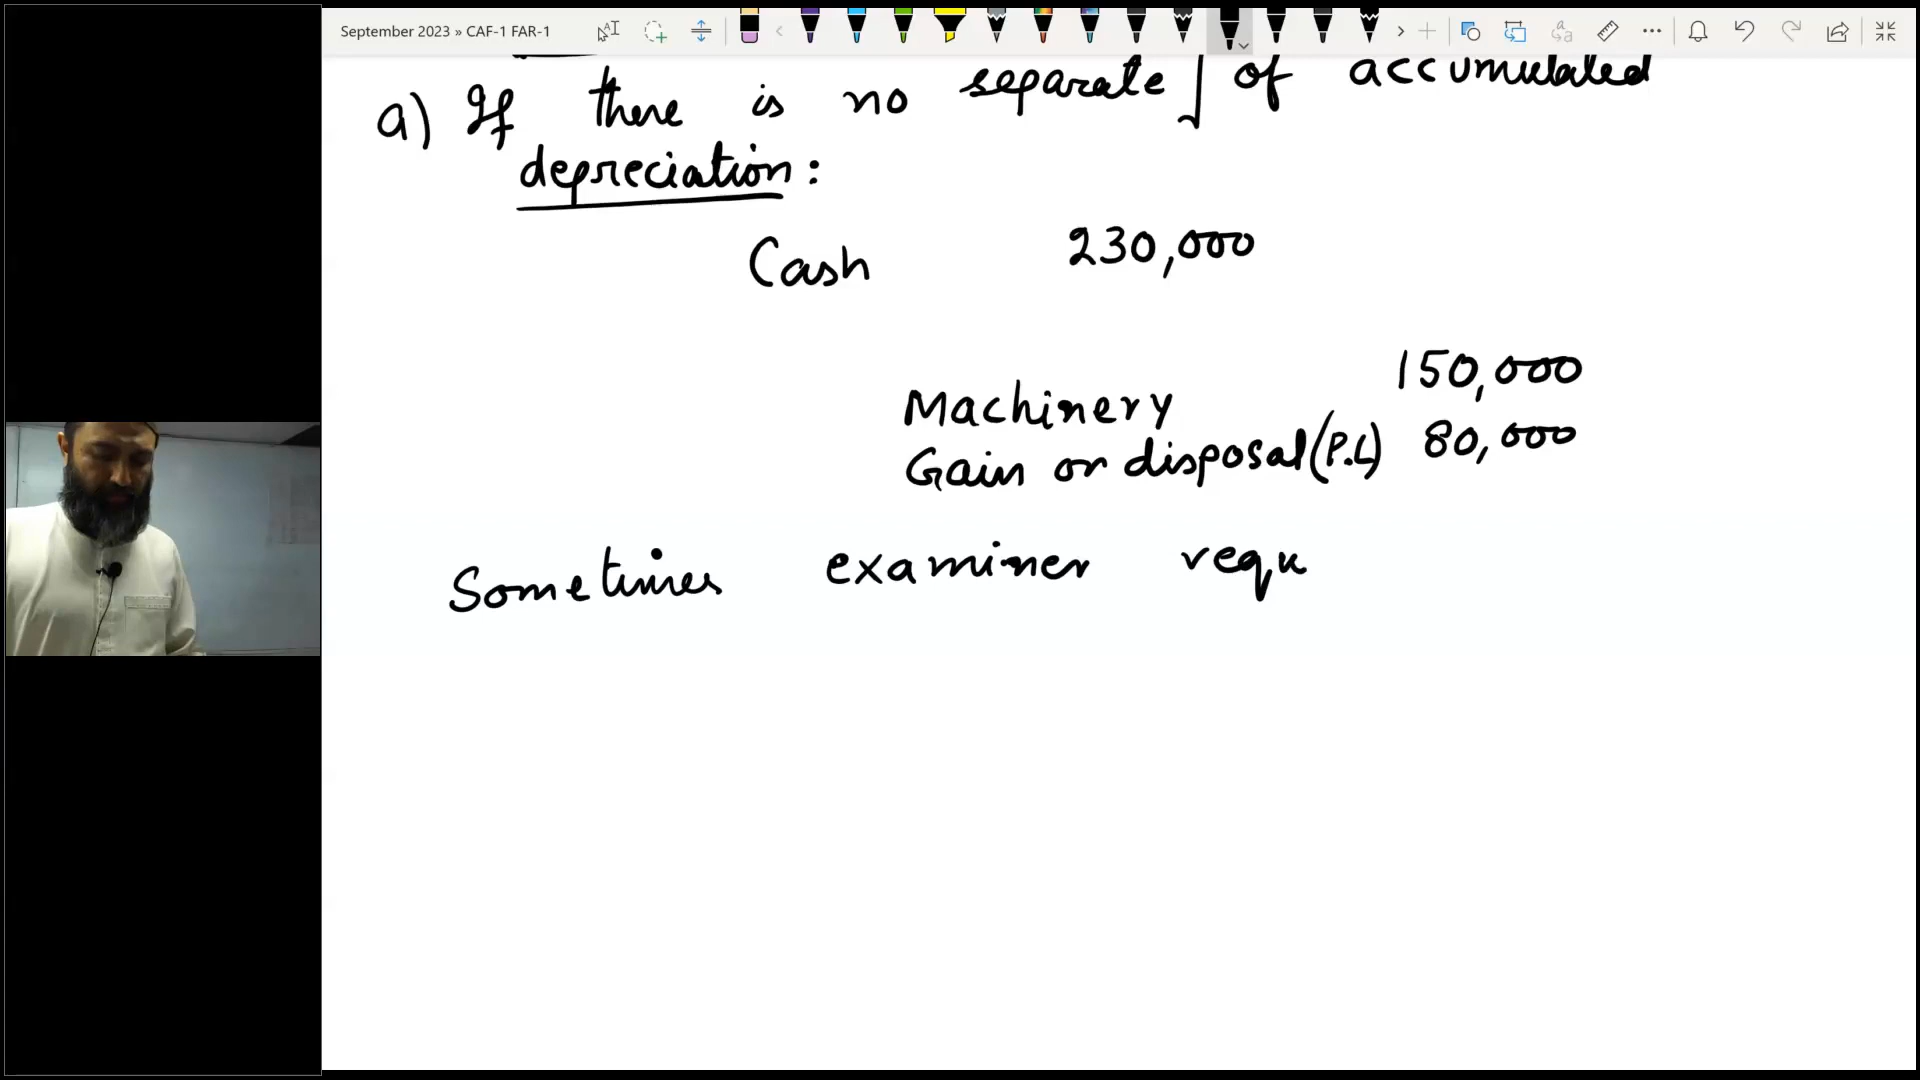 September 2023 » CAF-1 FAR-1
a) If there is no separate of accumulated
depreciation:
Cash 230,000
Machinery 150,000
Gain on disposal (P.L) 80,000
Sometimes examiner requ